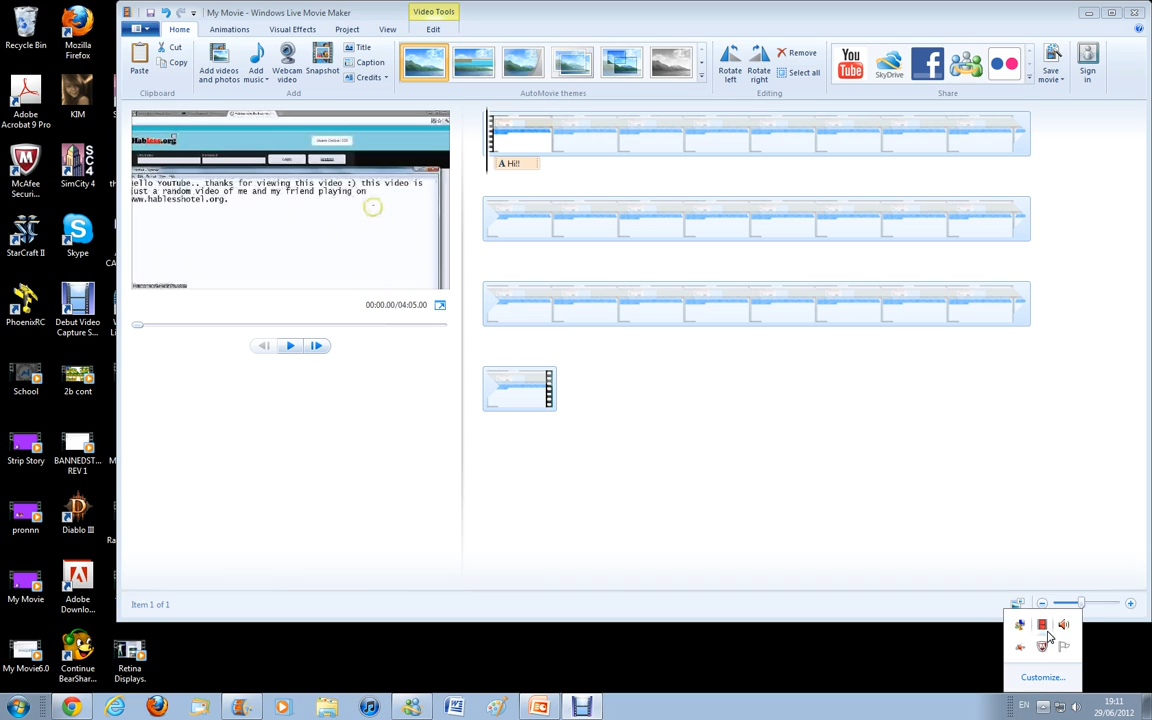 My Movie - Windows Live Movie Maker
Video Tools
Home
Animations
Visual Effects
Project
View
Edit
Paste
Cut
Copy
Clipboard
Add videos and photos
Add music
Webcam video
Snapshot
Title
Caption
Credits
Add
AutoMovie themes
Rotate left
Rotate right
Remove
Select all
Editing
You Tube
SkyDrive
Share
Save movie
Sign in
Recycle Bin
Mozilla Firefox
Adobe Acrobat 9 Pro
KIM
McAfee Securi...
SimCity 4
StarCraft II
Skype
PhoenixRC
Debut Video Capture S...
School
2b cont
Strip Story
BANNEDST... REV 1
pronnn
Diablo III
My Movie
Adobe Downlo...
My Movie6.0
Continue BearShar...
Retina Displays.
Habless.org
ello YouTube.. thanks for viewing this video :) this video is
just a random video of me and my friend playing on
www.hablesshotel.org.
00:00.00/04:05.00
A Hi!!
Item 1 of 1
Customize...
EN
19:11
29/06/2012